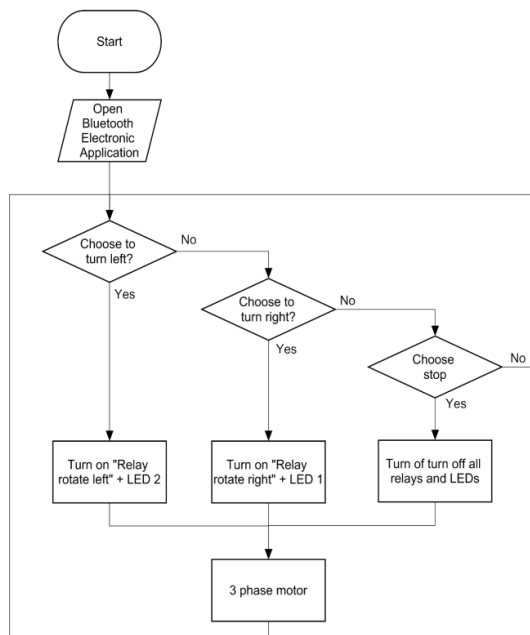 Start
Open
Bluetooth
Electronic
Application
Choose to
turn left?
No
Yes
Choose to
turn right?
No
Yes
Choose
stop
No
Yes
Turn on "Relay
rotate left" + LED 2
Turn on "Relay
rotate right" + LED 1
Turn of turn off all
relays and LEDs
3 phase motor